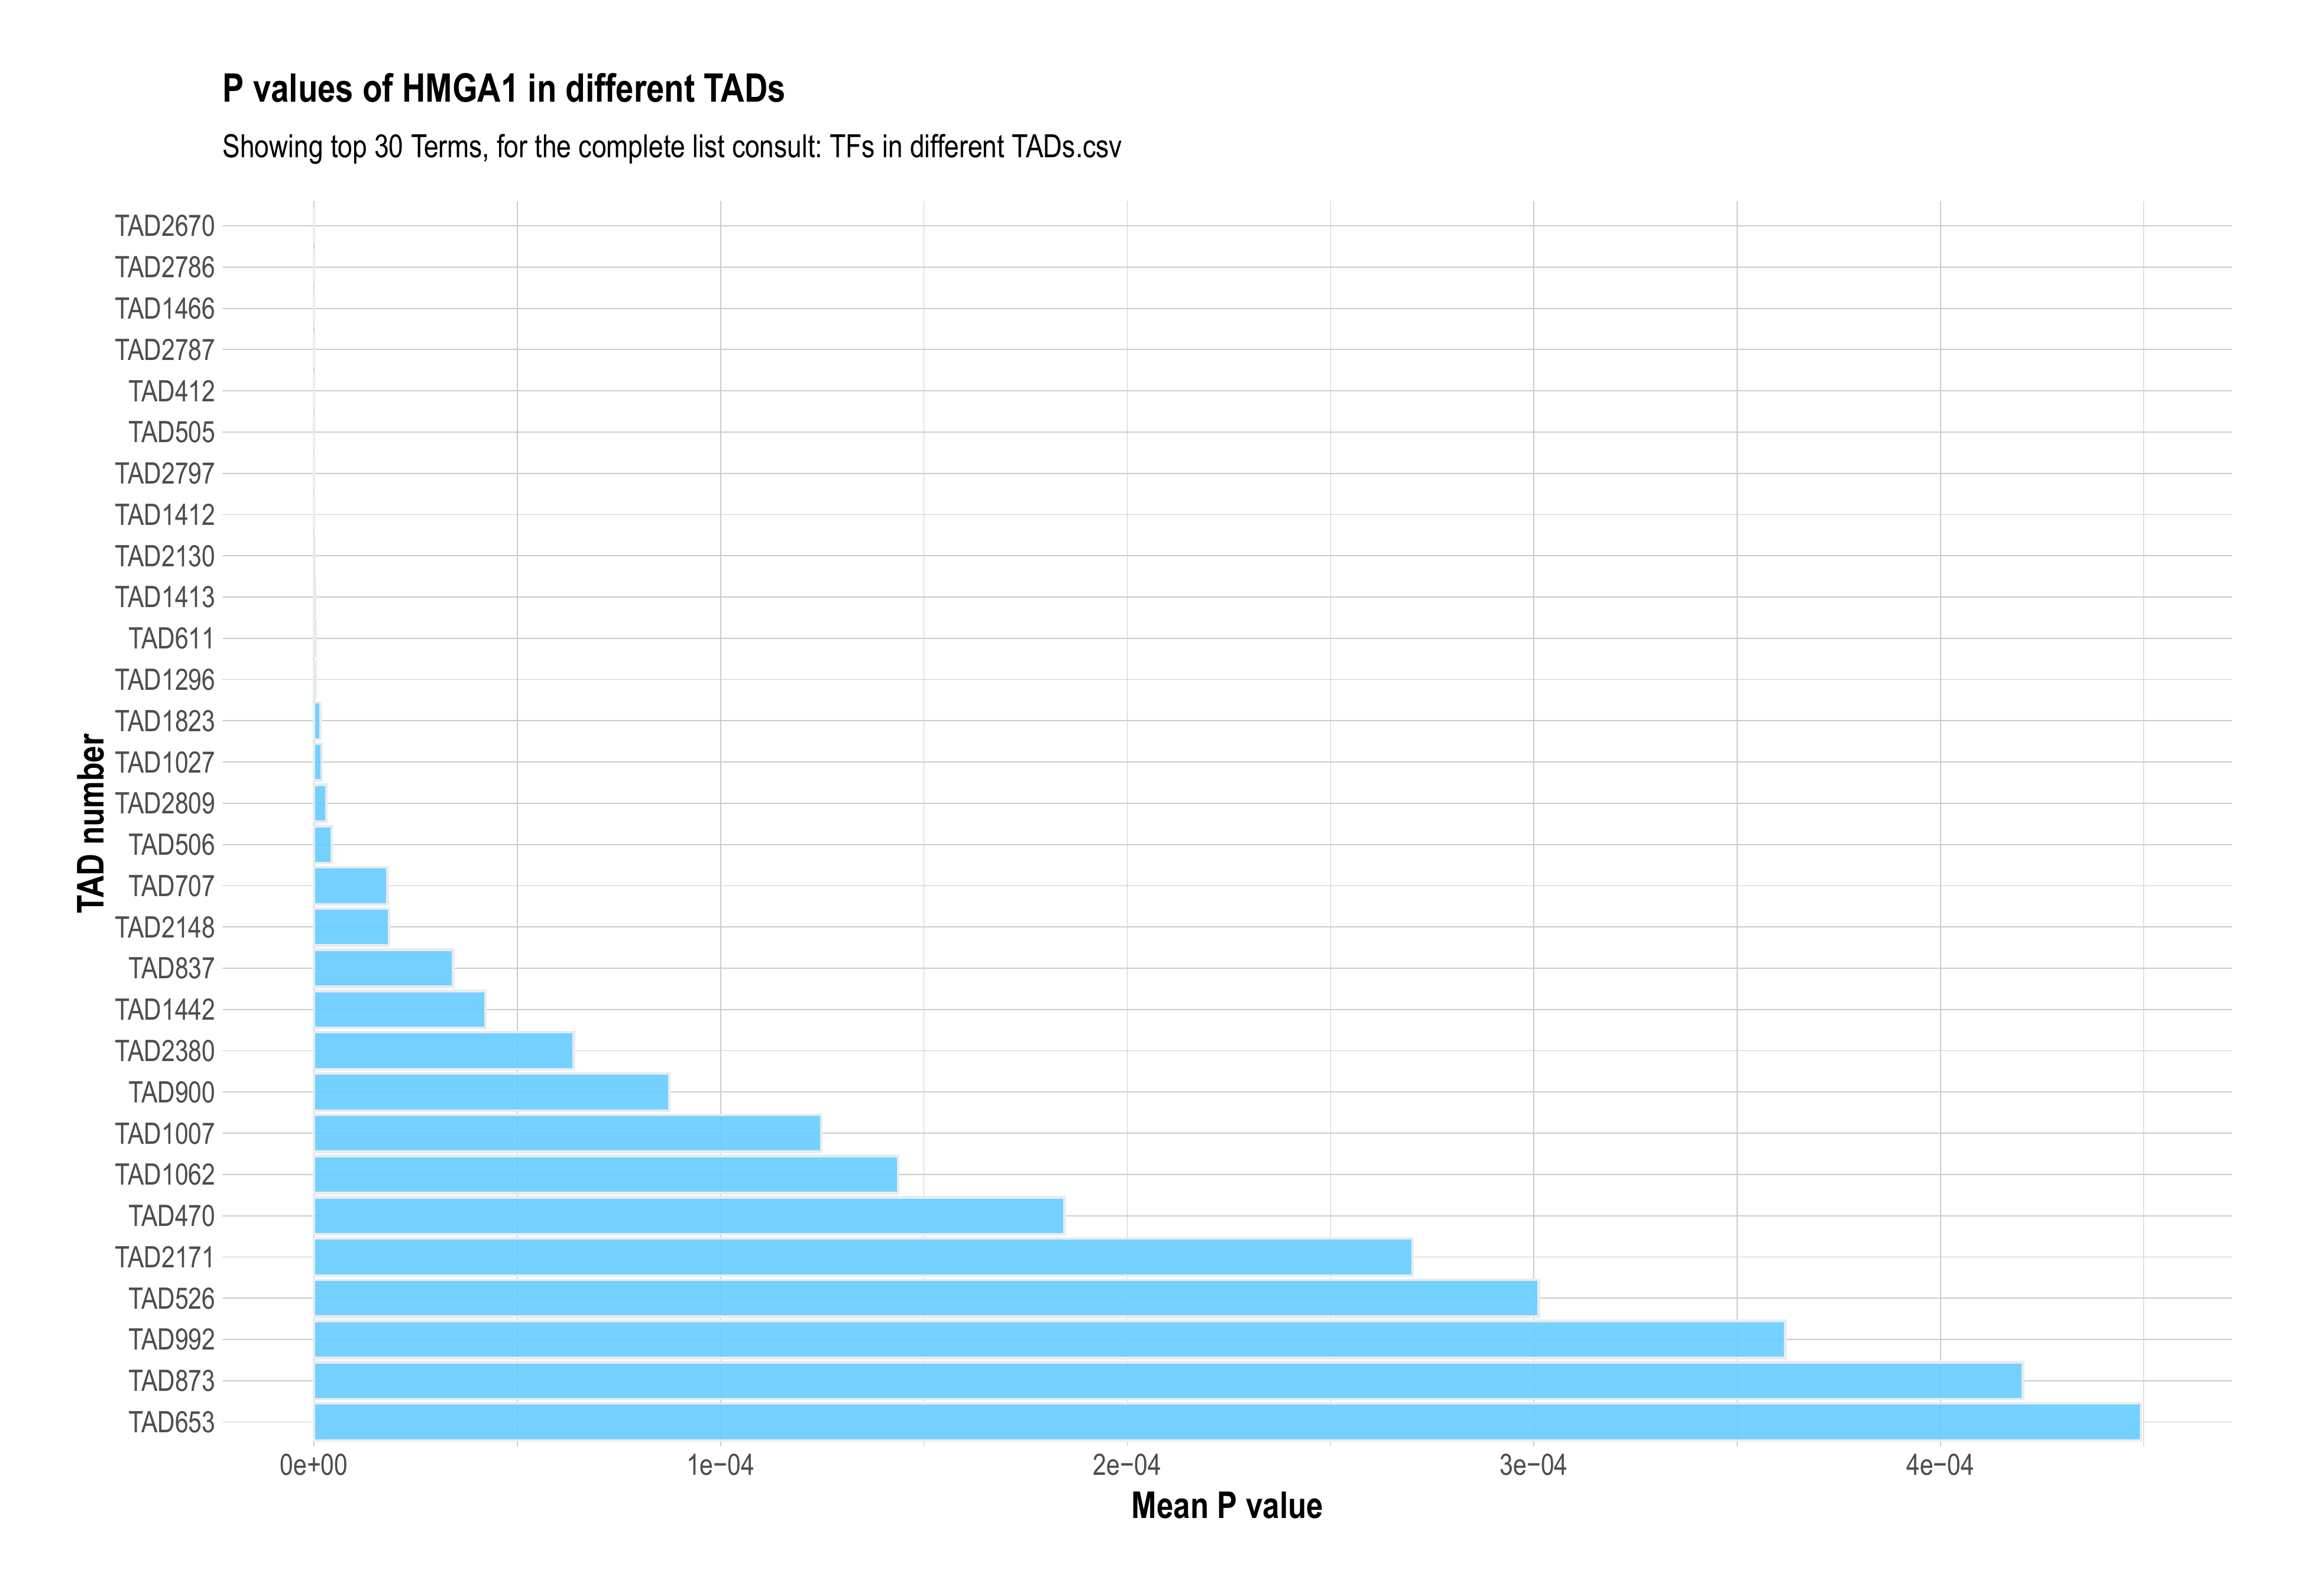 P values of HMGA1 in different TADs
Showing top 30 Terms, for the complete list consult: TFs in different TADs.csv
TAD number
TAD2670
TAD2786
TAD1466
TAD2787
TAD412
TAD505
TAD2797
TAD1412
TAD2130
TAD1413
TAD611
TAD1296
TAD1823
TAD1027
TAD2809
TAD506
TAD707
TAD2148
TAD837
TAD1442
TAD2380
TAD900
TAD1007
TAD1062
TAD470
TAD2171
TAD526
TAD992
TAD873
TAD653
0e+00 1e−04 2e−04 3e−04 4e−04
Mean P value